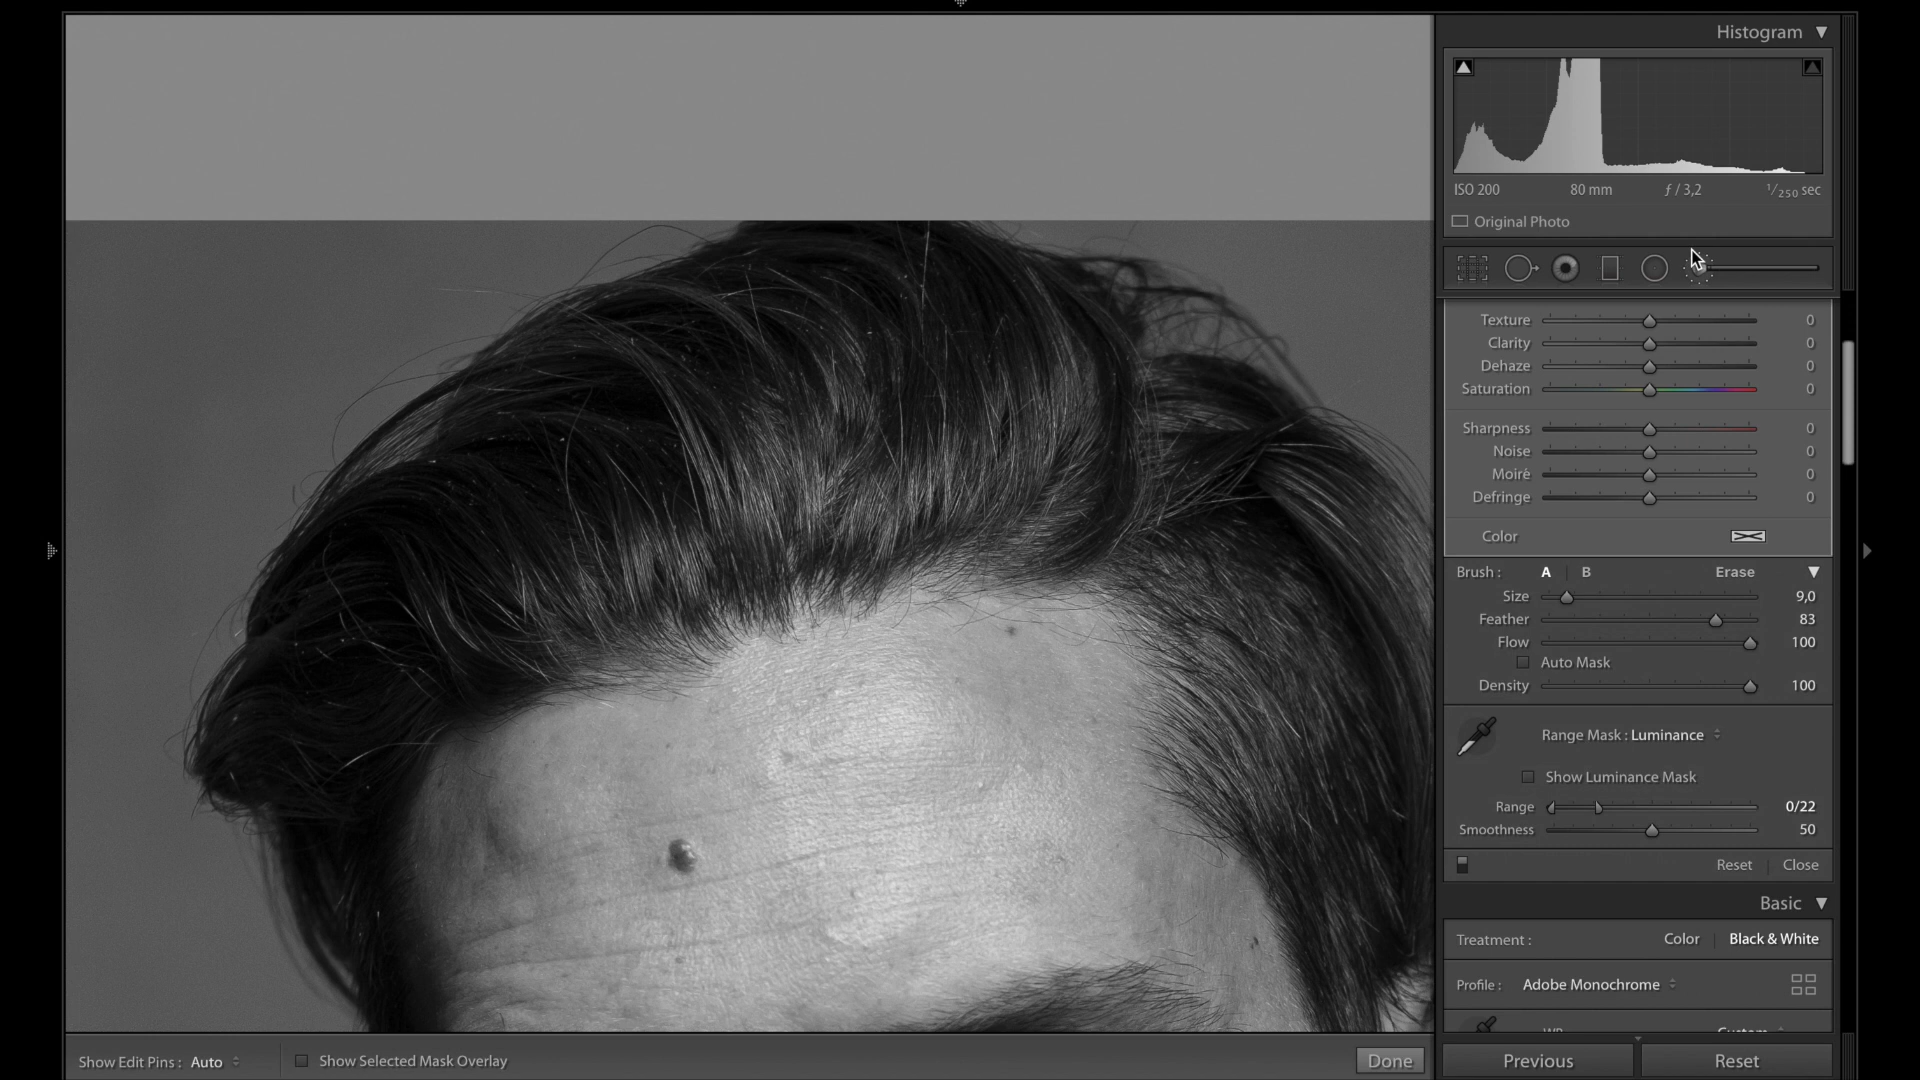 Histogram
ISO 200 80 mm ƒ / 3,2 1/250 sec
Original Photo
Texture 0
Clarity 0
Dehaze 0
Saturation 0
Sharpness 0
Noise 0
Moiré 0
Defringe 0
Color
Brush : A B Erase
Size 9,0
Feather 83
Flow 100
Auto Mask
Density 100
Range Mask : Luminance
Show Luminance Mask
Range 0/22
Smoothness 50
Reset Close
Basic
Treatment : Color Black & White
Profile : Adobe Monochrome
Show Edit Pins : Auto Show Selected Mask Overlay Done Previous Reset